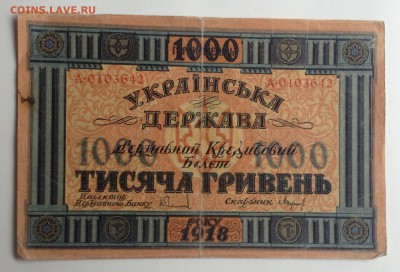 COINS.LAVE.RU
1000
А·0103642 А·0103642
УКРАЇНСЬКА
ДЕРЖАВА
1000 1000
Державний Кредитовий
Білет
ТИСЯЧА ГРИВЕНЬ
Директор
Державного Банку: Скарбник
1918